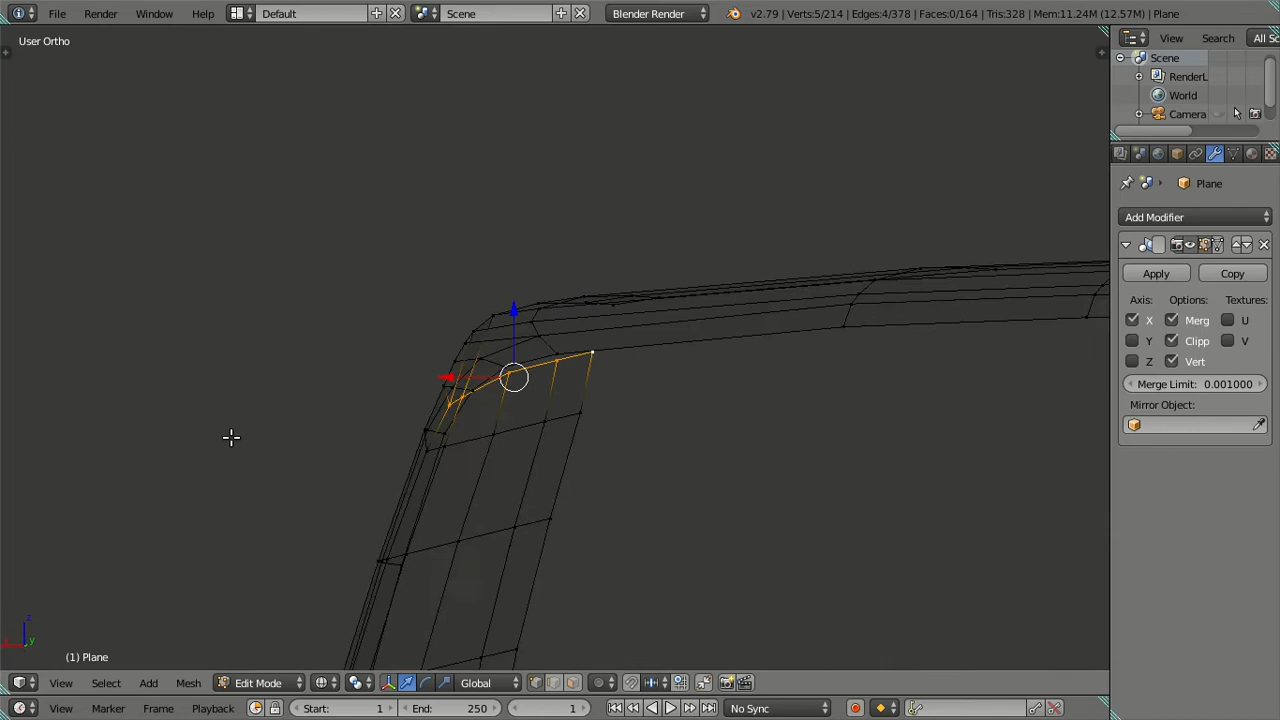 File Render Window Help Default Scene Blender Render v2.79 | Verts:5/214 | Edges:4/378 | Faces:0/164 | Tris:328 | Mem:11.24M (12.57M) | Plane
User Ortho
View Search All Sc
Scene
RenderL
World
Camera
Plane
Add Modifier
Apply Copy
Axis: Options: Textures:
X Merg U
Y Clipp V
Z Vert
Merge Limit: 0.001000
Mirror Object:
z
x y
(1) Plane
View Select Add Mesh Edit Mode Global
View Marker Frame Playback Start: 1 End: 250 1 No Sync